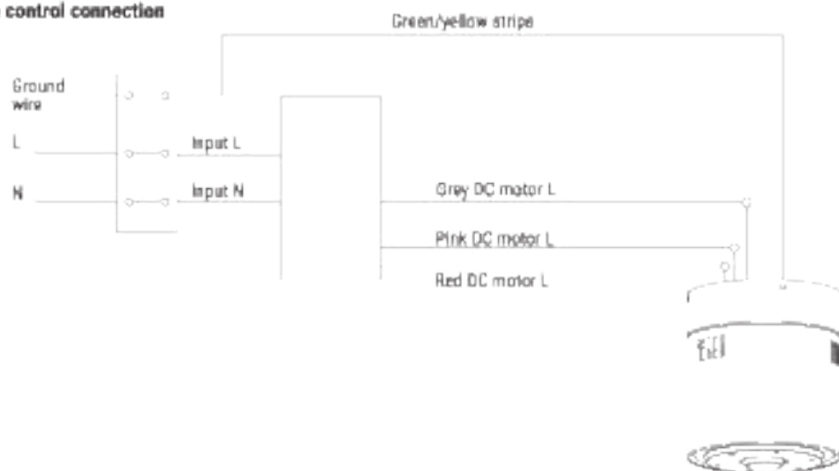 control connection
Green/yellow stripe
Ground
wire
L
Input L
N
Input N
Grey DC motor L
Pink DC motor L
Red DC motor L